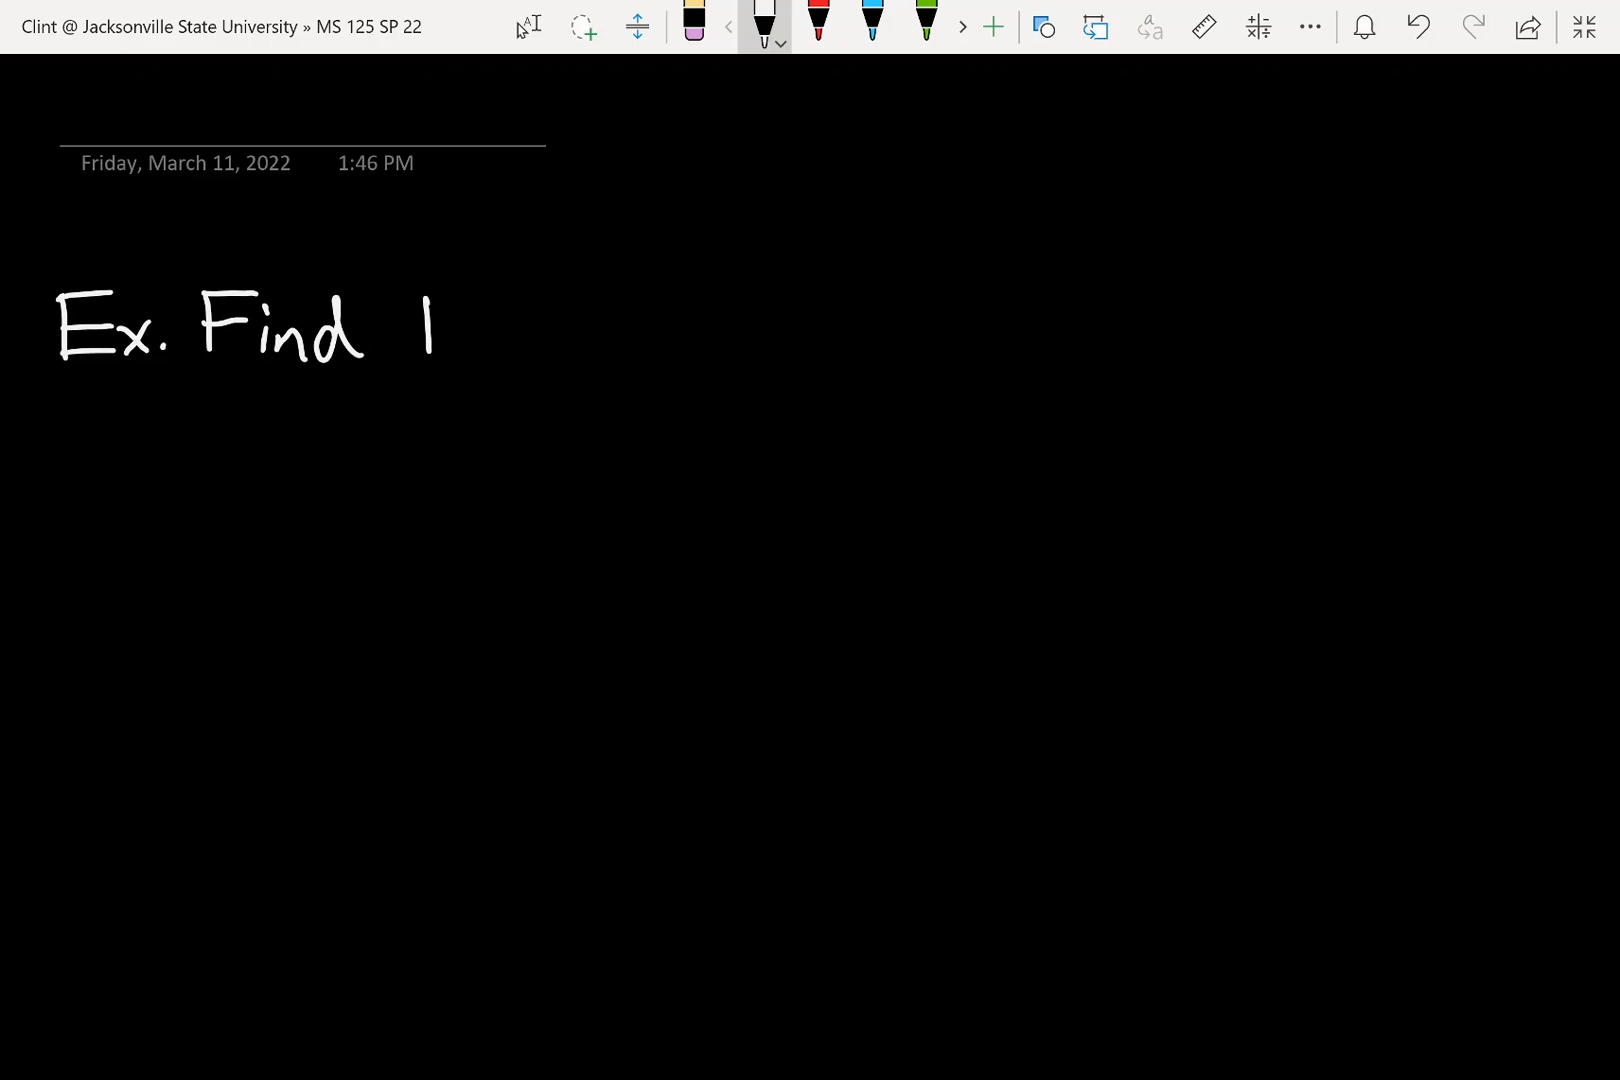 Clint @ Jacksonville State University » MS 125 SP 22
Friday, March 11, 2022 1:46 PM
Ex. Find l